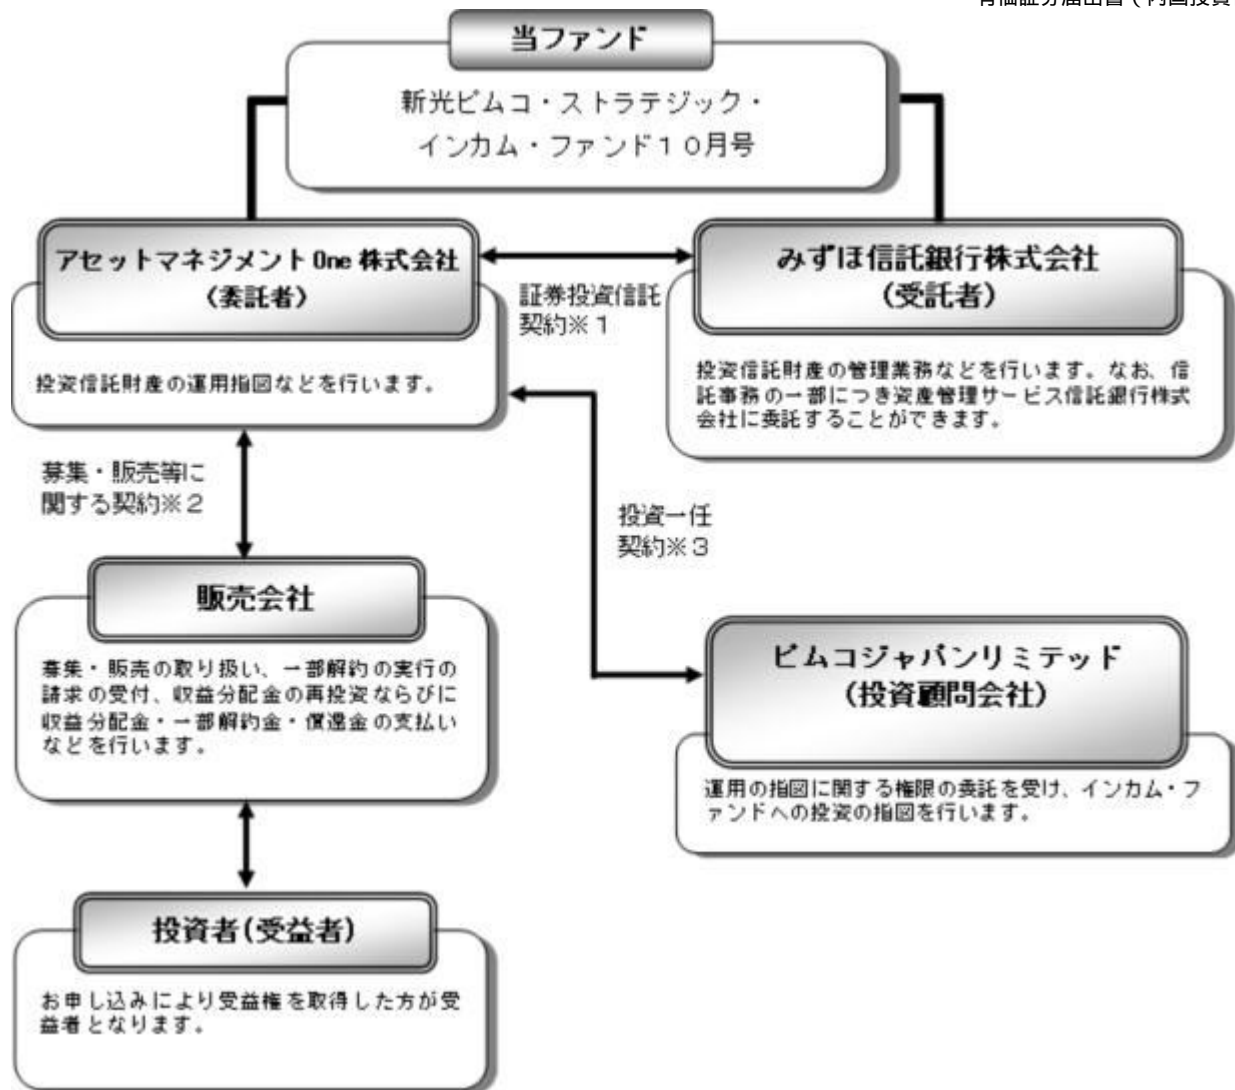 有価証券届出書（内国投資
当ファンド
新光ピムコ・ストラテジック・
インカム・ファンド１０月号
アセットマネジメントOne 株式会社
（委託者）
投資信託財産の運用指図などを行います。
証券投資信託
契約※１
みずほ信託銀行株式会社
（受託者）
投資信託財産の管理業務などを行います。なお、信
託事務の一部につき資産管理サービス信託銀行株式
会社に委託することができます。
募集・販売等に
関する契約※２
投資一任
契約※３
販売会社
募集・販売の取り扱い、一部解約の実行の
請求の受付、収益分配金の再投資ならびに
収益分配金・一部解約金・償還金の支払い
などを行います。
ピムコジャパンリミテッド
（投資顧問会社）
運用の指図に関する権限の委託を受け、インカム・フ
ァンドへの投資の指図を行います。
投資者（受益者）
お申し込みにより受益権を取得した方が受
益者となります。